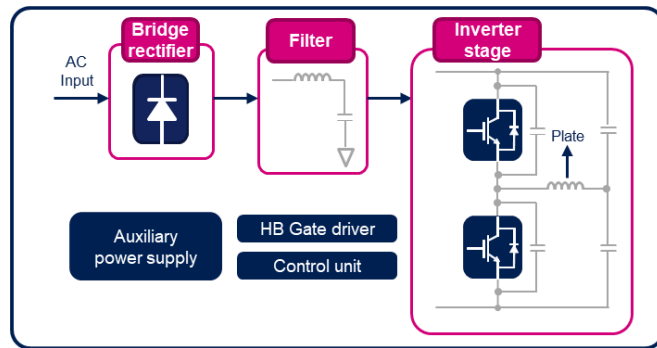 Bridge
rectifier
Filter
Inverter
stage
AC
Input
Plate
Auxiliary
power supply
HB Gate driver
Control unit